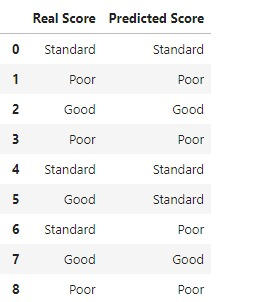 Real Score Predicted Score
0 Standard Standard
1 Poor Poor
2 Good Good
3 Poor Poor
4 Standard Standard
5 Good Standard
6 Standard Poor
7 Good Good
8 Poor Poor